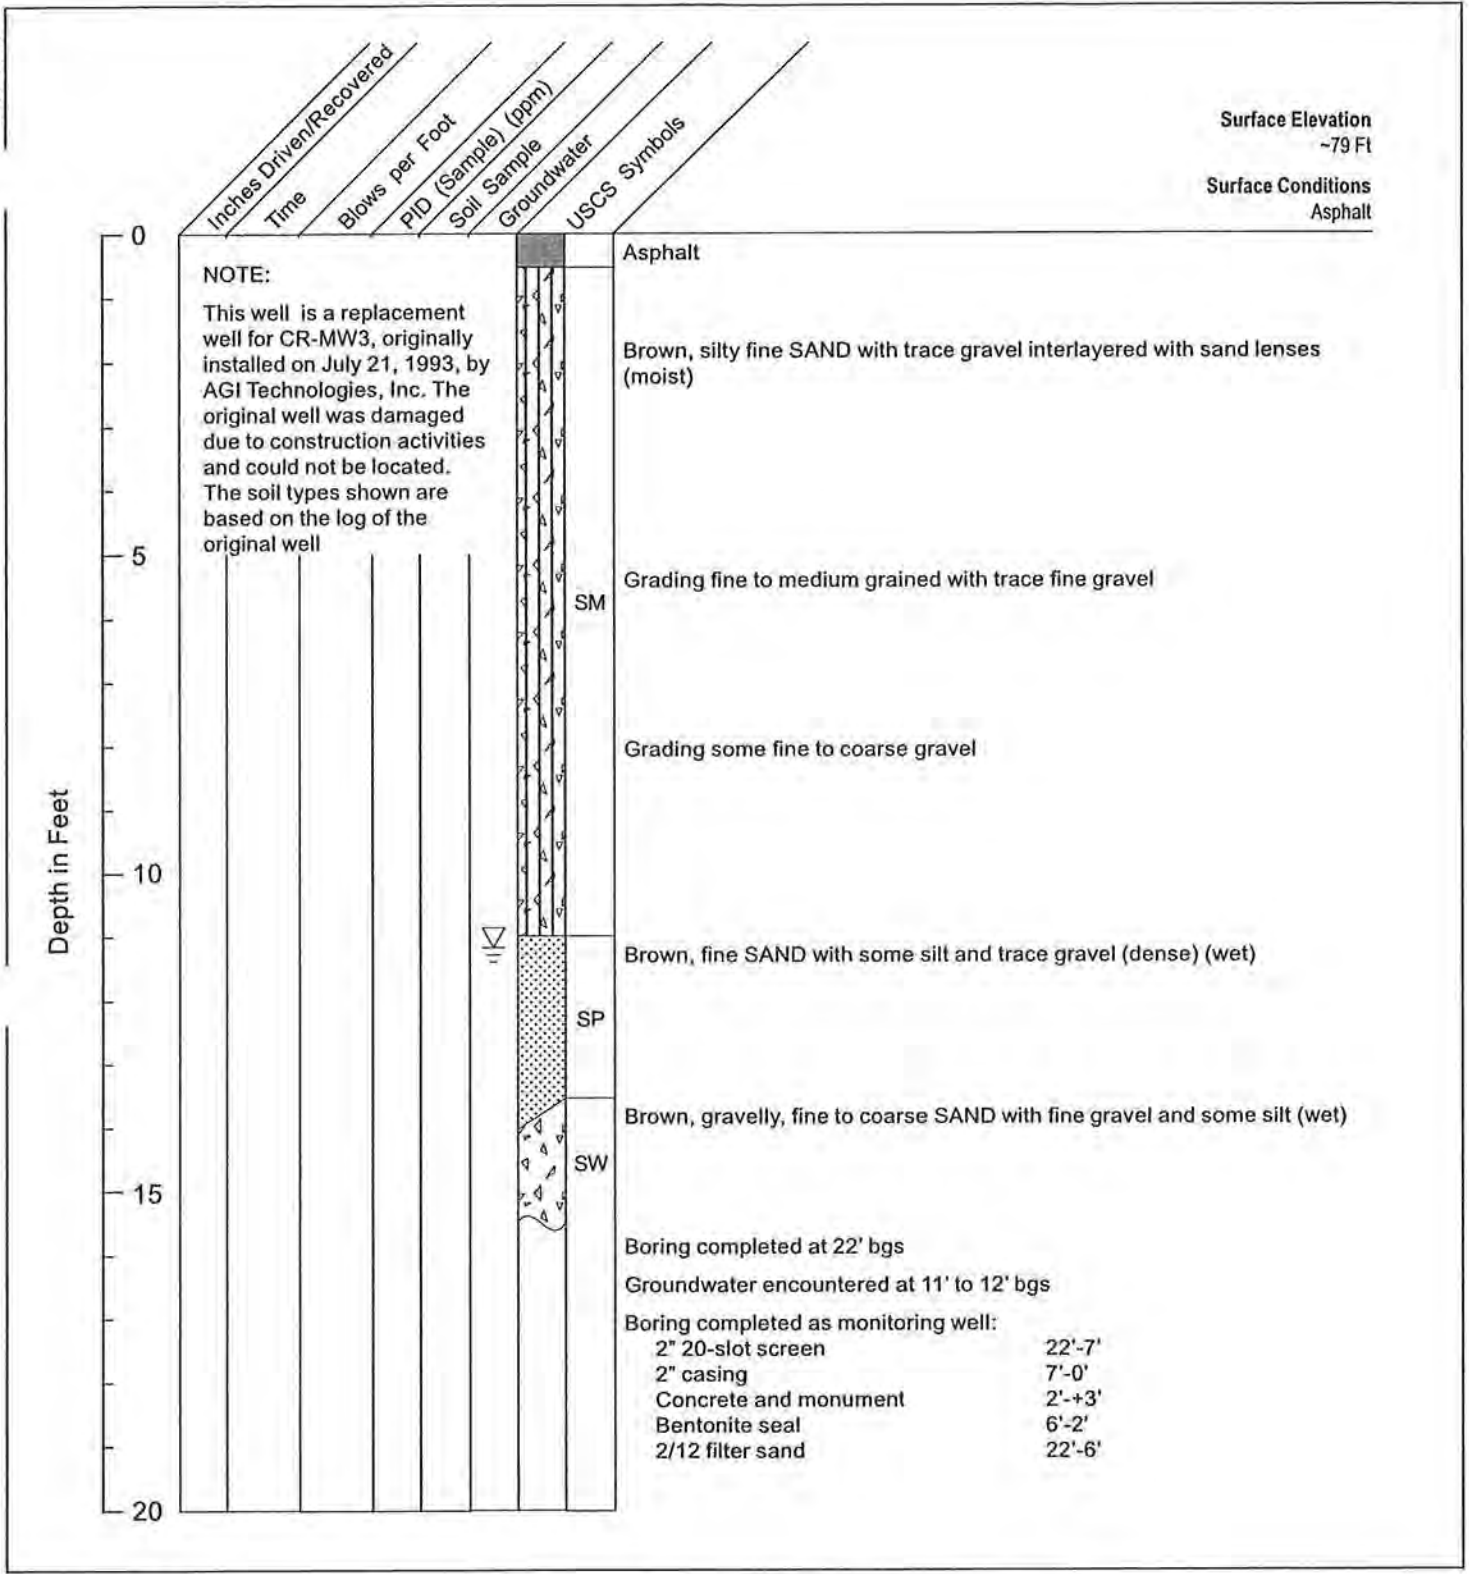 Inches Driven/Recovered
Time
Blows per Foot
PID (Sample) (ppm)
Soil Sample
Groundwater
USCS Symbols
Surface Elevation
~79 Ft
Surface Conditions
Asphalt
Depth in Feet
0
5
10
15
20
NOTE:
This well is a replacement
well for CR-MW3, originally
installed on July 21, 1993, by
AGI Technologies, Inc. The
original well was damaged
due to construction activities
and could not be located.
The soil types shown are
based on the log of the
original well
SM
SP
SW
Asphalt
Brown, silty fine SAND with trace gravel interlayered with sand lenses
(moist)
Grading fine to medium grained with trace fine gravel
Grading some fine to coarse gravel
Brown, fine SAND with some silt and trace gravel (dense) (wet)
Brown, gravelly, fine to coarse SAND with fine gravel and some silt (wet)
Boring completed at 22' bgs
Groundwater encountered at 11' to 12' bgs
Boring completed as monitoring well:
2" 20-slot screen 22'-7'
2" casing 7'-0'
Concrete and monument 2'-+3'
Bentonite seal 6'-2'
2/12 filter sand 22'-6'